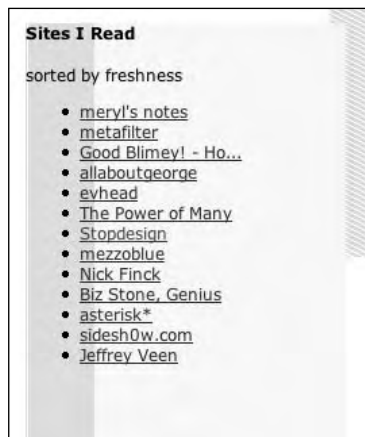 Sites I Read
sorted by freshness
meryl's notes
metafilter
Good Blimey! - Ho...
allaboutgeorge
evhead
The Power of Many
Stopdesign
mezzoblue
Nick Finck
Biz Stone, Genius
asterisk*
sidesh0w.com
Jeffrey Veen